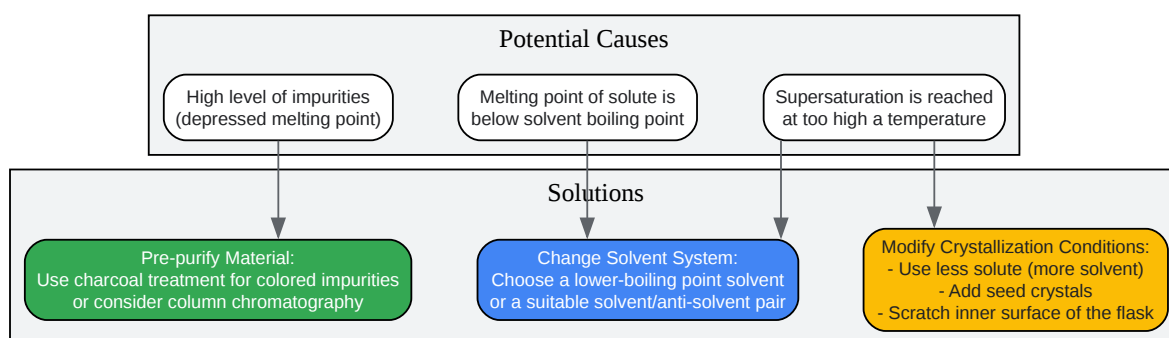 Potential Causes
High level of impurities
(depressed melting point)
Melting point of solute is
below solvent boiling point
Supersaturation is reached
at too high a temperature
Solutions
Pre-purify Material:
Use charcoal treatment for colored impurities
or consider column chromatography
Change Solvent System:
Choose a lower-boiling point solvent
or a suitable solvent/anti-solvent pair
Modify Crystallization Conditions:
- Use less solute (more solvent)
- Add seed crystals
- Scratch inner surface of the flask